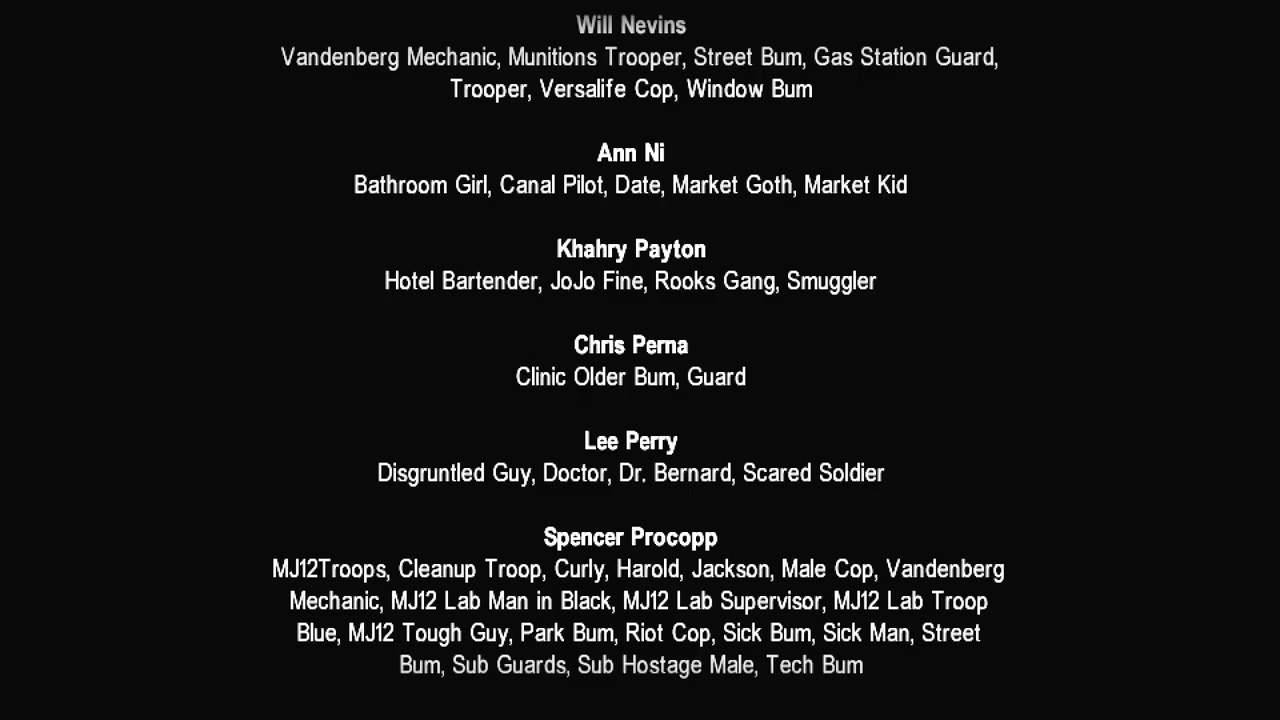 Will Nevins
Vandenberg Mechanic, Munitions Trooper, Street Bum, Gas Station Guard,
Trooper, Versalife Cop, Window Bum
Ann Ni
Bathroom Girl, Canal Pilot, Date, Market Goth, Market Kid
Khahry Payton
Hotel Bartender, JoJo Fine, Rooks Gang, Smuggler
Chris Perna
Clinic Older Bum, Guard
Lee Perry
Disgruntled Guy, Doctor, Dr. Bernard, Scared Soldier
Spencer Procopp
MJ12Troops, Cleanup Troop, Curly, Harold, Jackson, Male Cop, Vandenberg
Mechanic, MJ12 Lab Man in Black, MJ12 Lab Supervisor, MJ12 Lab Troop
Blue, MJ12 Tough Guy, Park Bum, Riot Cop, Sick Bum, Sick Man, Street
Bum, Sub Guards, Sub Hostage Male, Tech Bum